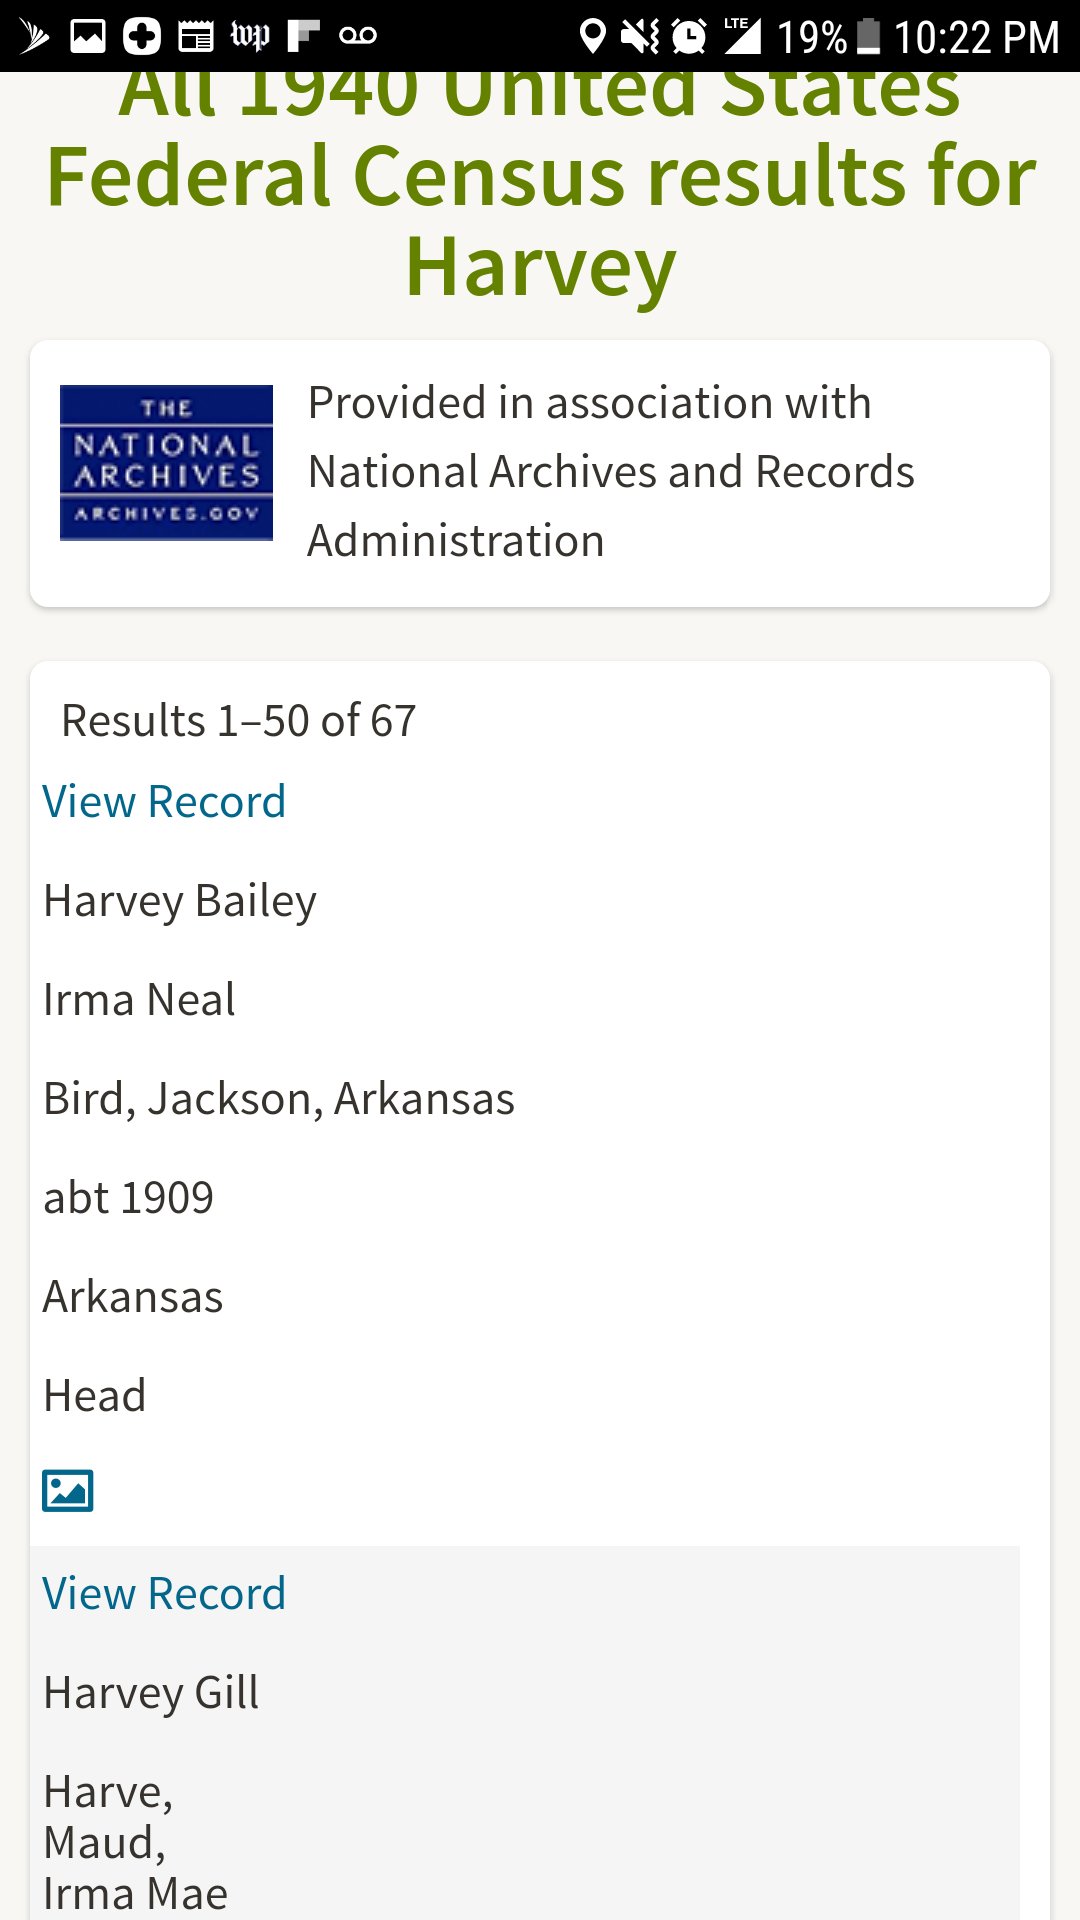 LTE 19% 10:22 PM
All 1940 United States
Federal Census results for
Harvey
THE
NATIONAL
ARCHIVES
ARCHIVES.GOV
Provided in association with
National Archives and Records
Administration
Results 1–50 of 67
View Record
Harvey Bailey
Irma Neal
Bird, Jackson, Arkansas
abt 1909
Arkansas
Head
View Record
Harvey Gill
Harve,
Maud,
Irma Mae